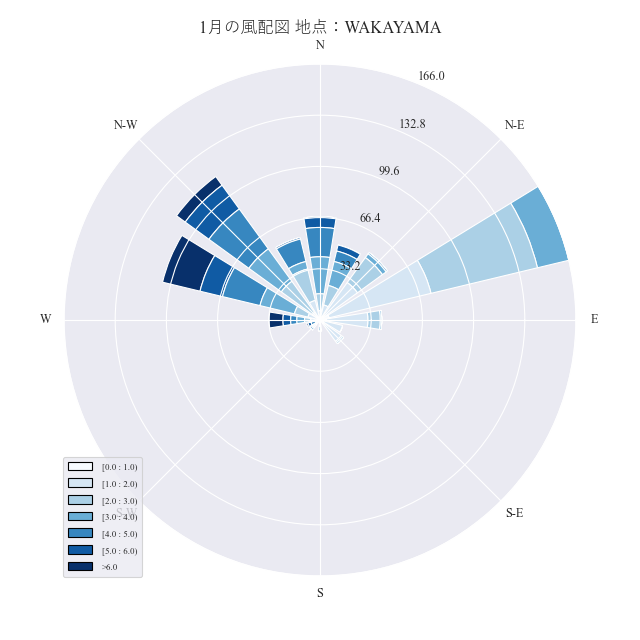 1月の風配図 地点：WAKAYAMA
N
166.0
N-W
132.8
N-E
99.6
66.4
33.2
W
E
[0.0 : 1.0)
[1.0 : 2.0)
[2.0 : 3.0)
[3.0 : 4.0)
[4.0 : 5.0)
[5.0 : 6.0)
>6.0
S-W
S-E
S